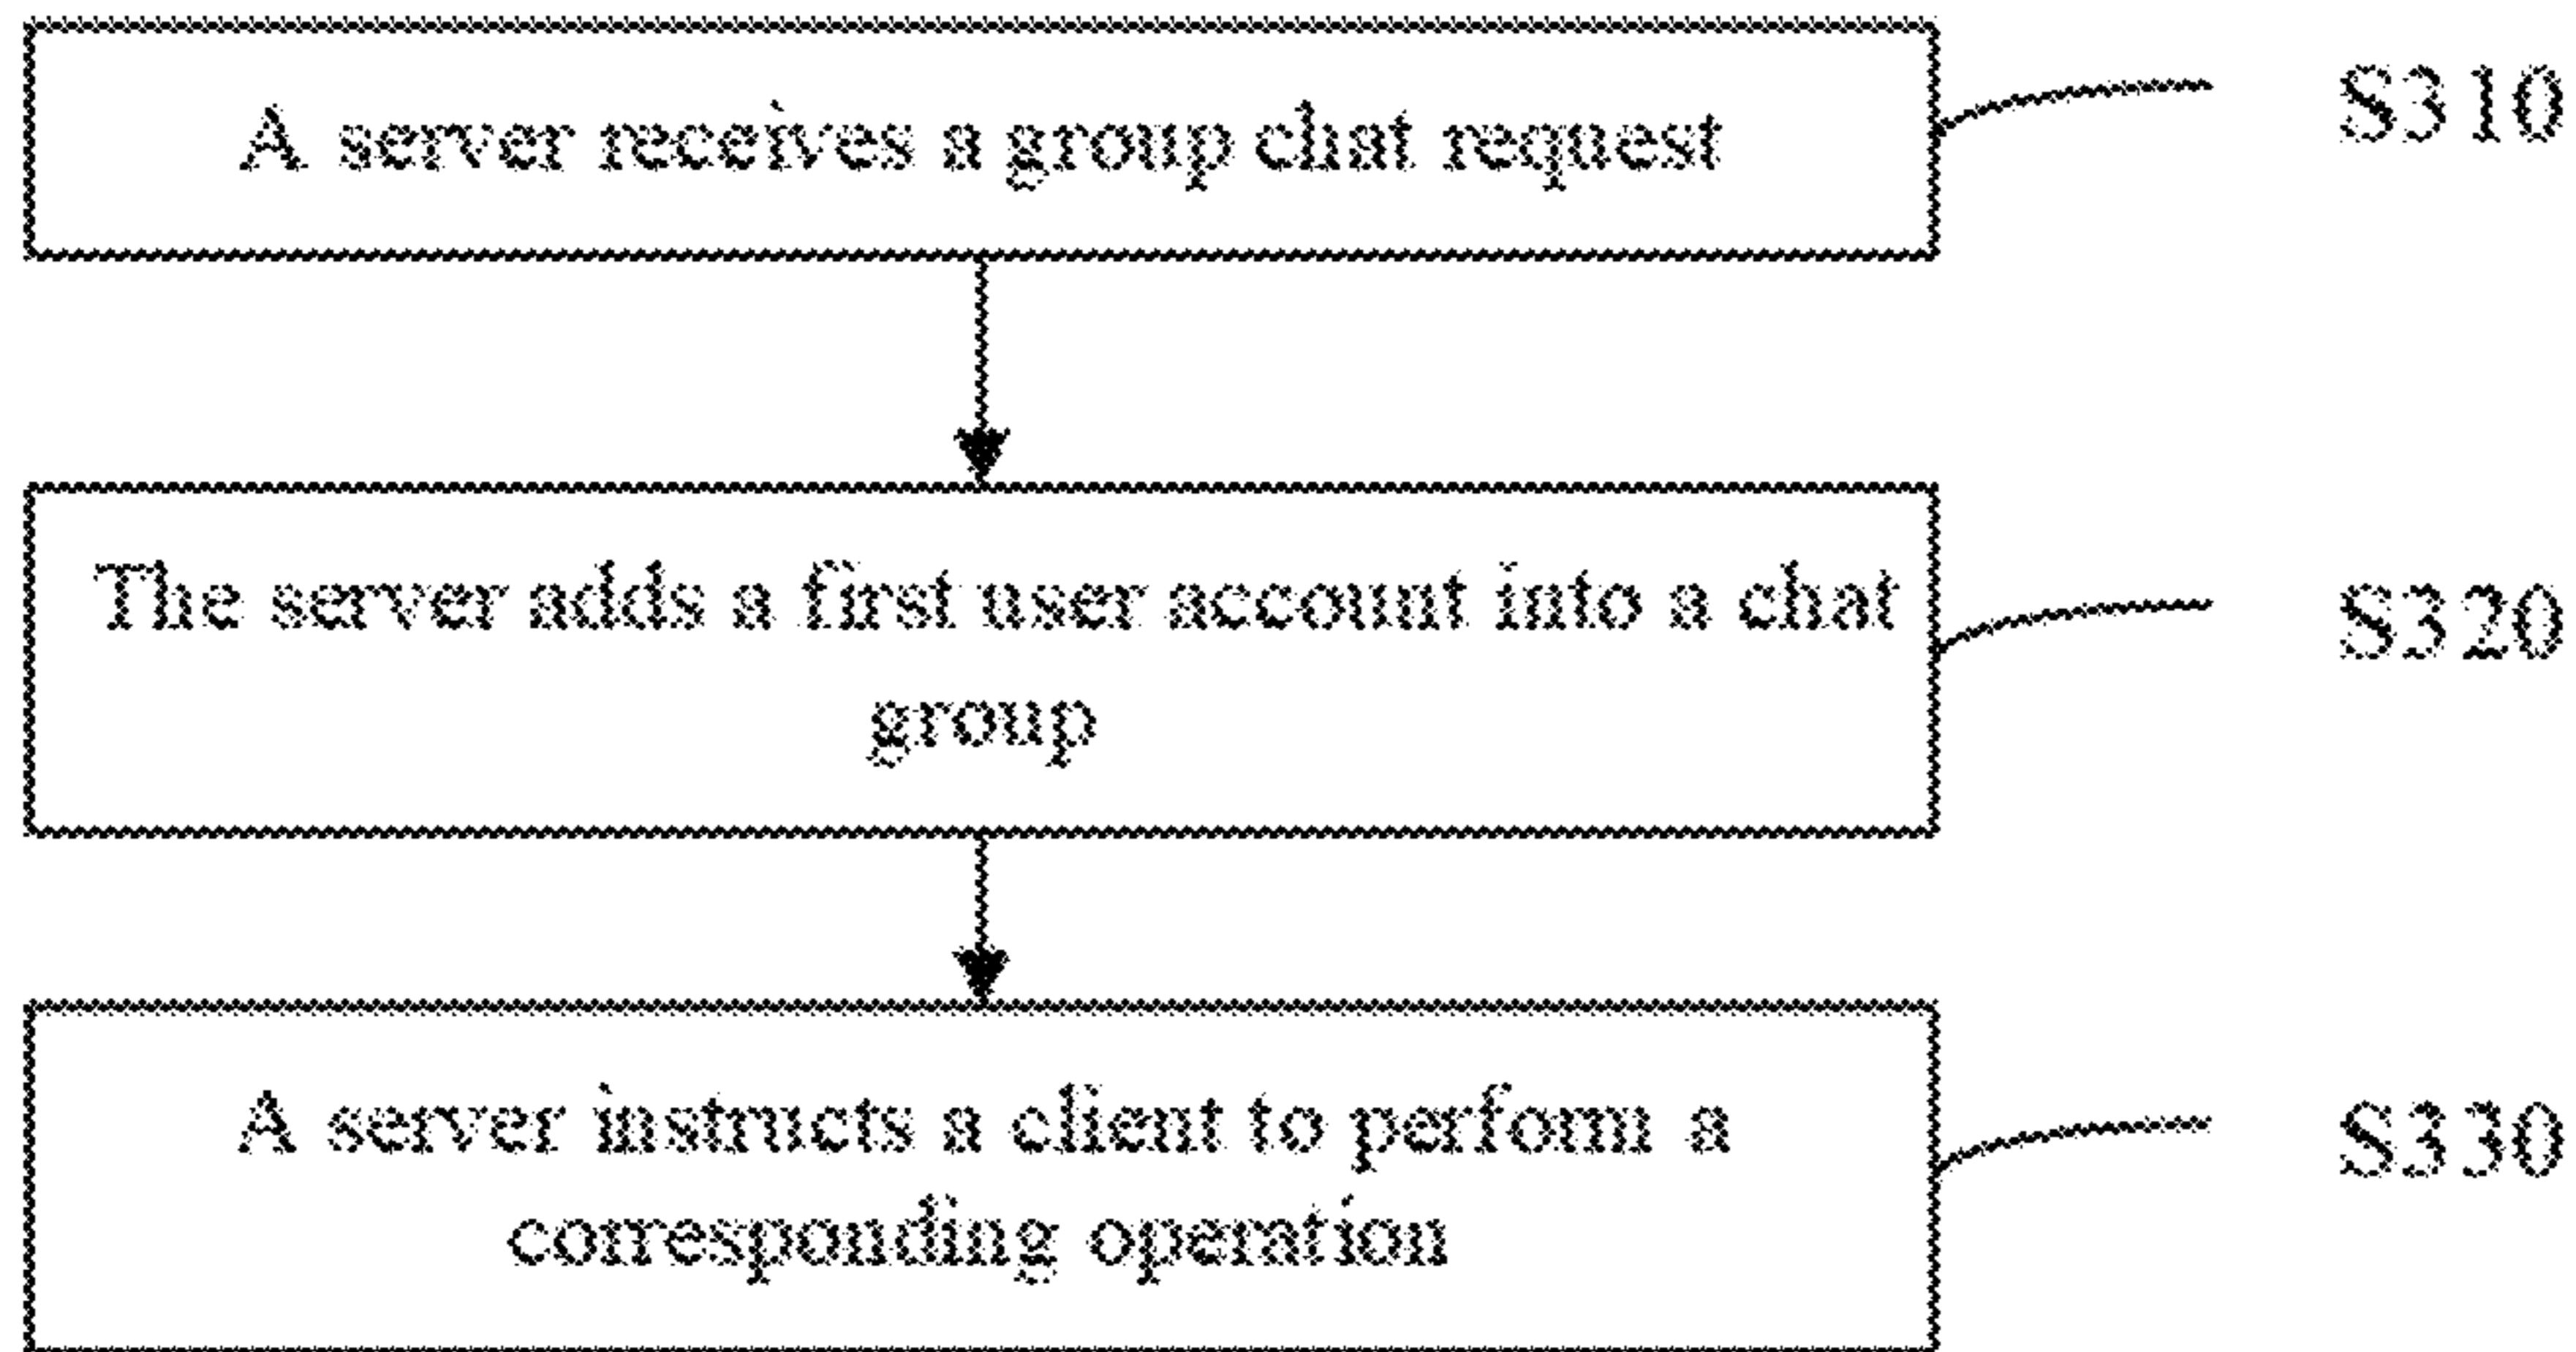 A server receives a group chat request
S310
The server adds a first user account into a chat
group
S320
A server instructs a client to perform a
corresponding operation
S330